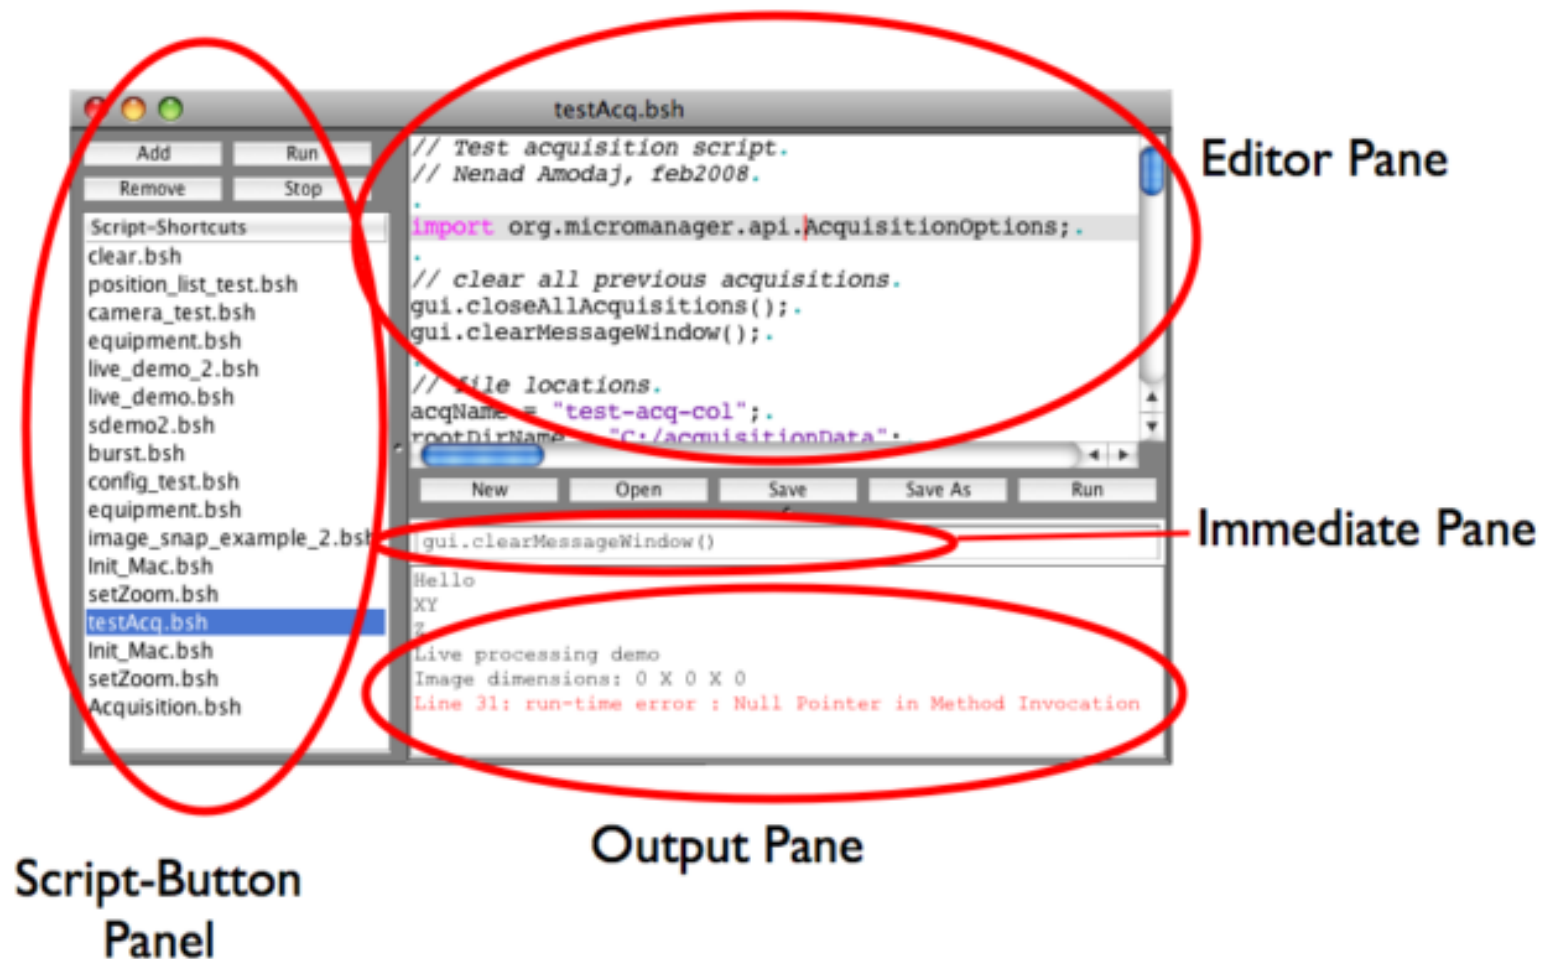 testAcq.bsh
Add Run
Remove Stop
Script-Shortcuts
clear.bsh
position_list_test.bsh
camera_test.bsh
equipment.bsh
live_demo_2.bsh
live_demo.bsh
sdemo2.bsh
burst.bsh
config_test.bsh
equipment.bsh
image_snap_example_2.bsh
Init_Mac.bsh
setZoom.bsh
testAcq.bsh
Init_Mac.bsh
setZoom.bsh
Acquisition.bsh
// Test acquisition script.
// Nenad Amodaj, feb2008.
.
import org.micromanager.api.AcquisitionOptions;.
.
// clear all previous acquisitions.
gui.closeAllAcquisitions();.
gui.clearMessageWindow();.
.
// file locations.
acqName = "test-acq-col";.
rootDirName = "C:/acquisitionData";.
New Open Save Save As Run
gui.clearMessageWindow()
Hello
XY
Z
Live processing demo
Image dimensions: 0 X 0 X 0
Line 31: run-time error : Null Pointer in Method Invocation
Editor Pane
Immediate Pane
Output Pane
Script-Button
Panel